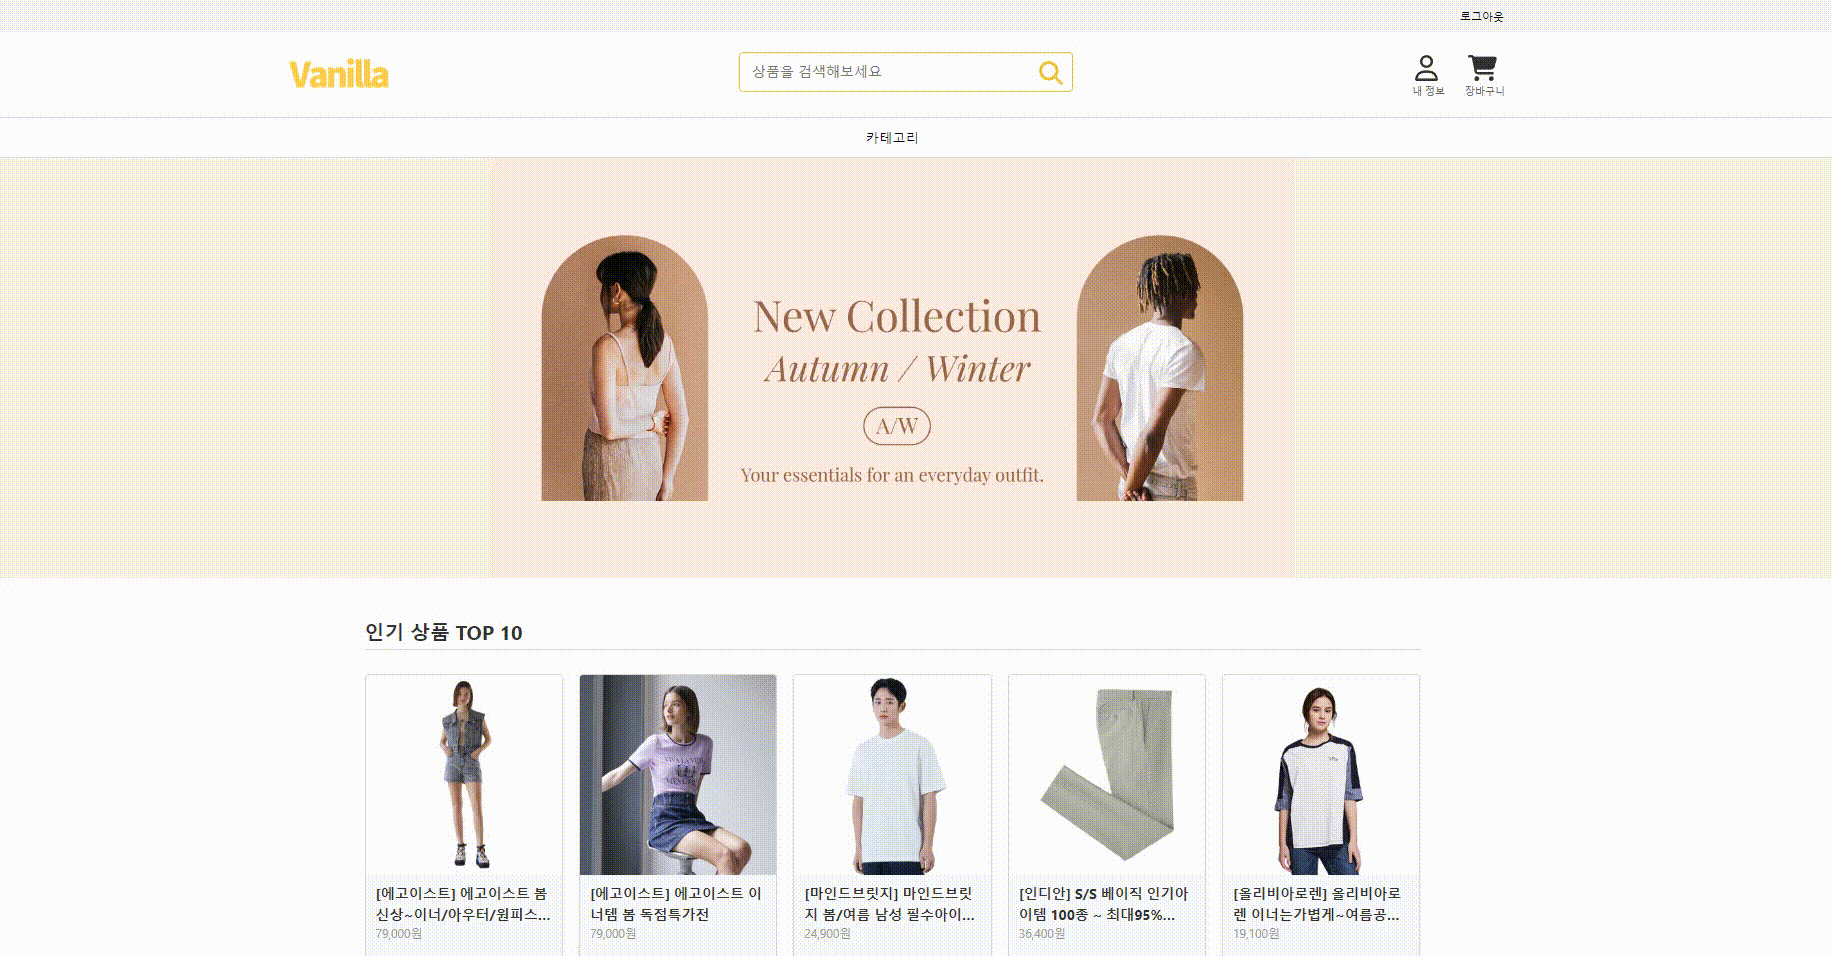 로그아웃
Vanilla
상품을 검색해보세요
내 정보
장바구니
카테고리
New Collection
Autumn / Winter
A/W
Your essentials for an everyday outfit.
인기 상품 TOP 10
[에고이스트] 에고이스트 봄
신상~이너/아우터/원피스...
79,000원
[에고이스트] 에고이스트 이
너템 봄 독점특가전
79,000원
[마인드브릿지] 마인드브릿
지 봄/여름 남성 필수아이...
24,900원
[인디안] S/S 베이직 인기아
이템 100종 ~ 최대95%...
36,400원
[올리비아로렌] 올리비아로
렌 이너는가볍게~여름공...
19,100원